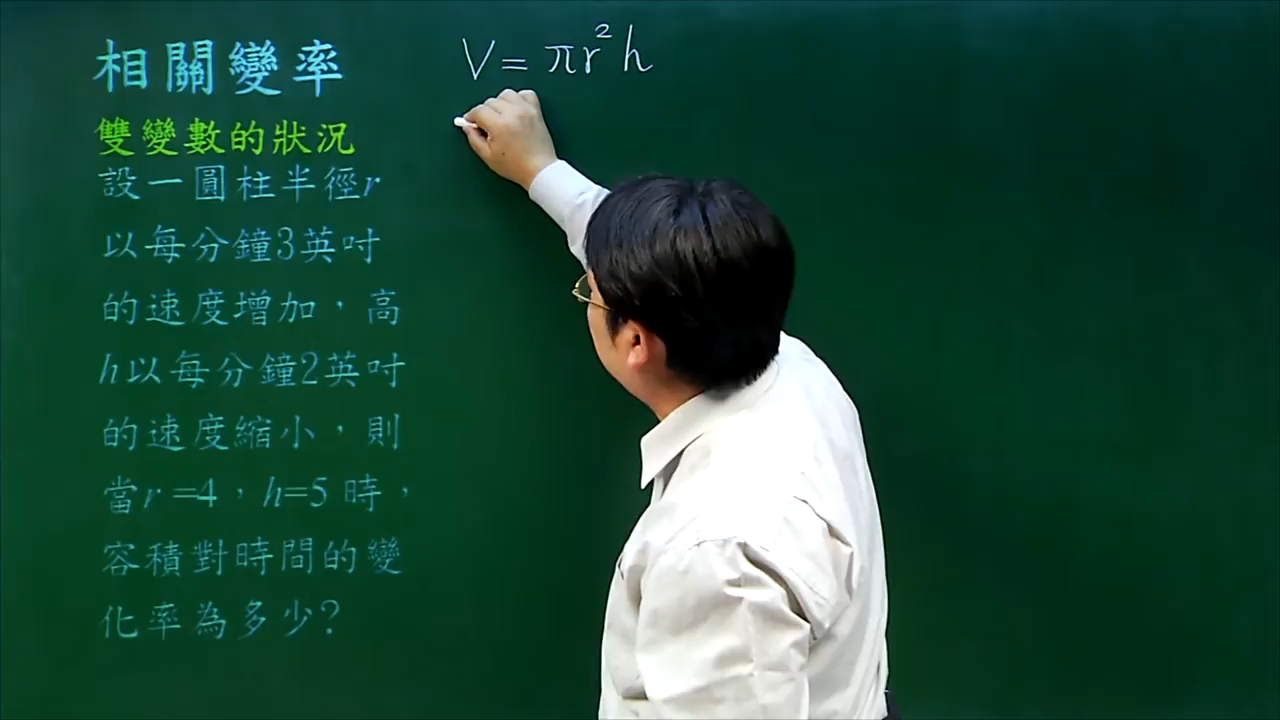 相關變率
雙變數的狀況
設一圓柱半徑r
以每分鐘3英吋
的速度增加，高
h以每分鐘2英吋
的速度縮小，則
當r=4，h=5時，
容積對時間的變
化率為多少?
V=πr²h